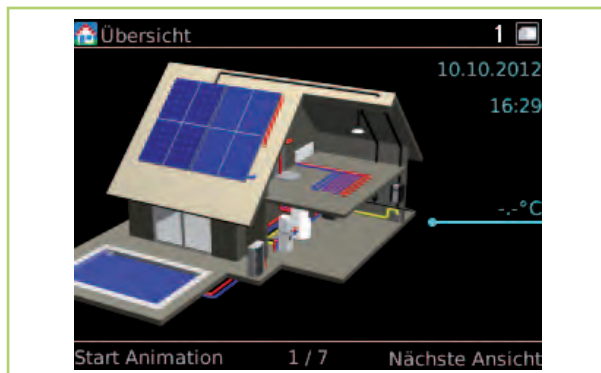 Übersicht 1
10.10.2012
16:29
-.-°C
Start Animation 1 / 7 Nächste Ansicht